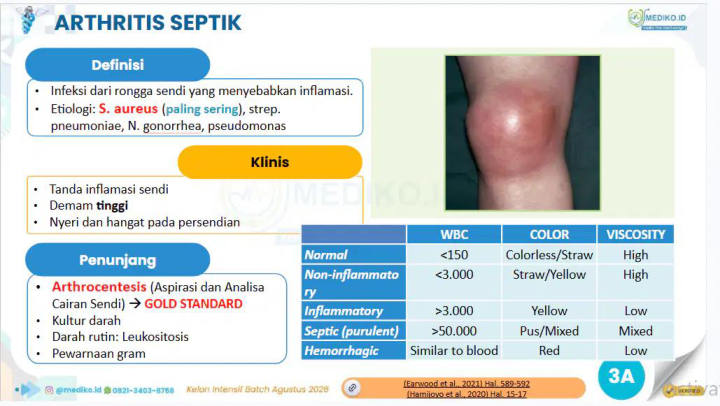 ARTHRITIS SEPTIK
MEDIKO.ID
Definisi
• Infeksi dari rongga sendi yang menyebabkan inflamasi.
• Etiologi: S. aureus (paling sering), strep.
pneumoniae, N. gonorrhea, pseudomonas
Klinis
• Tanda inflamasi sendi
• Demam tinggi
• Nyeri dan hangat pada persendian
Penunjang
• Arthrocentesis (Aspirasi dan Analisa
Cairan Sendi) → GOLD STANDARD
• Kultur darah
• Darah rutin: Leukositosis
• Pewarnaan gram
WBC COLOR VISCOSITY
Normal <150 Colorless/Straw High
Non-inflammato
ry <3.000 Straw/Yellow High
Inflammatory >3.000 Yellow Low
Septic (purulent) >50.000 Pus/Mixed Mixed
Hemorrhagic Similar to blood Red Low
3A
@mediko.id 0821-3403-8768 Kelan Intensif Batch Agustus 2026
(Earwood et al., 2021) Hal. 589-592
(Hamijoyo et al., 2020) Hal. 15-17